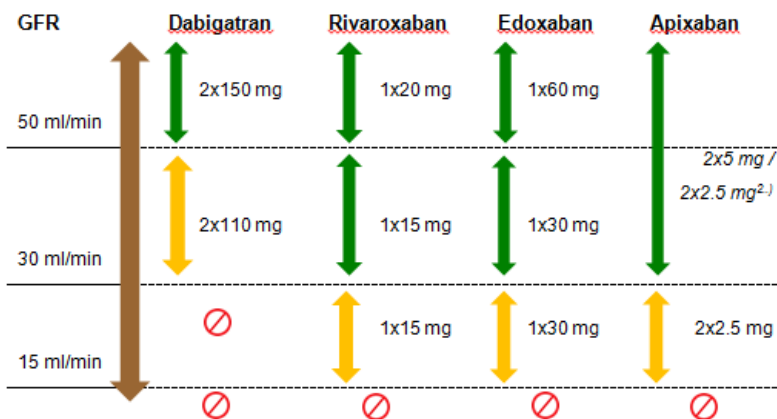 GFR Dabigatran Rivaroxaban Edoxaban Apixaban
2x150 mg 1x20 mg 1x60 mg
50 ml/min
2x5 mg /
2x2.5 mg²·⁾
2x110 mg 1x15 mg 1x30 mg
30 ml/min
1x15 mg 1x30 mg 2x2.5 mg
15 ml/min